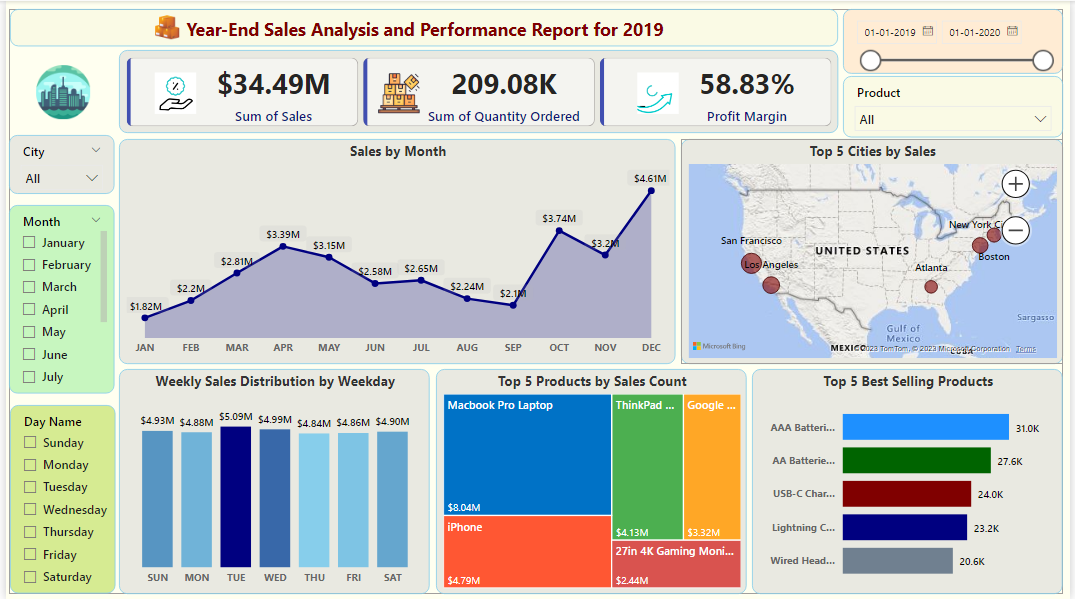 Year-End Sales Analysis and Performance Report for 2019
01-01-2019 01-01-2020
$34.49M
Sum of Sales
209.08K
Sum of Quantity Ordered
58.83%
Profit Margin
Product
All
City
All
Month
January
February
March
April
May
June
July
Day Name
Sunday
Monday
Tuesday
Wednesday
Thursday
Friday
Saturday
Sales by Month
$1.82M
$2.2M
$2.81M
$3.39M
$3.15M
$2.58M
$2.65M
$2.24M
$2.1M
$3.74M
$3.2M
$4.61M
JAN FEB MAR APR MAY JUN JUL AUG SEP OCT NOV DEC
Top 5 Cities by Sales
New York C
San Francisco
UNITED STATES
Boston
Los Angeles
Atlanta
Sargasso
Gulf of
Mexico
MEXICO
CUBA
Microsoft Bing
2023 TomTom, © 2023 Microsoft Corporation Terms
Weekly Sales Distribution by Weekday
$4.93M $4.88M $5.09M $4.99M $4.84M $4.86M $4.90M
SUN MON TUE WED THU FRI SAT
Top 5 Products by Sales Count
Macbook Pro Laptop
$8.04M
iPhone
$4.79M
ThinkPad ...
$4.13M
Google ...
$3.32M
27in 4K Gaming Moni...
$2.44M
Top 5 Best Selling Products
AAA Batteri... 31.0K
AA Batterie... 27.6K
USB-C Char... 24.0K
Lightning C... 23.2K
Wired Head... 20.6K